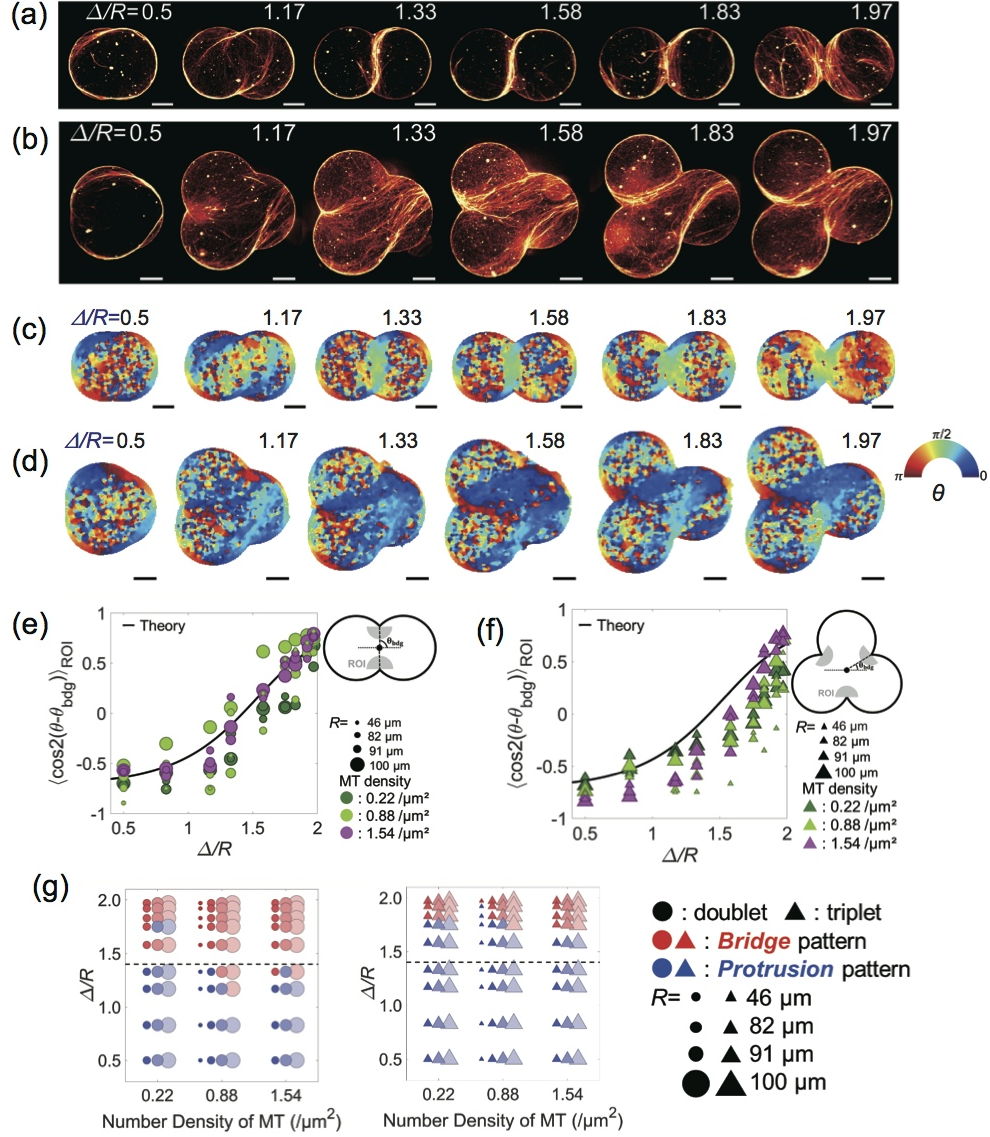 (a)
Δ/R= 0.5 1.17 1.33 1.58 1.83 1.97
(b)
Δ/R= 0.5 1.17 1.33 1.58 1.83 1.97
(c)
Δ/R=0.5 1.17 1.33 1.58 1.83 1.97
(d)
Δ/R=0.5 1.17 1.33 1.58 1.83 1.97
π/2
π 0
θ
(e)
⟨cos2(θ-θbdg)⟩ROI
1
0.5
0
-0.5
-1
0.5 1 1.5 2
Δ/R
Theory
θbdg
ROI
R= 46 µm
82 µm
91 µm
100 µm
MT density
: 0.22 /µm²
: 0.88 /µm²
: 1.54 /µm²
(f)
⟨cos2(θ-θbdg)⟩ROI
1
0.5
0
-0.5
-1
0.5 1 1.5 2
Δ/R
Theory
θbdg
ROI
R= 46 µm
82 µm
91 µm
100 µm
MT density
: 0.22 /µm²
: 0.88 /µm²
: 1.54 /µm²
(g)
Δ/R
2.0
1.5
1.0
0.5
0.22 0.88 1.54
Number Density of MT (/µm²)
Δ/R
2.0
1.5
1.0
0.5
0.22 0.88 1.54
Number Density of MT (/µm²)
: doublet : triplet
: Bridge pattern
: Protrusion pattern
R= 46 µm
82 µm
91 µm
100 µm